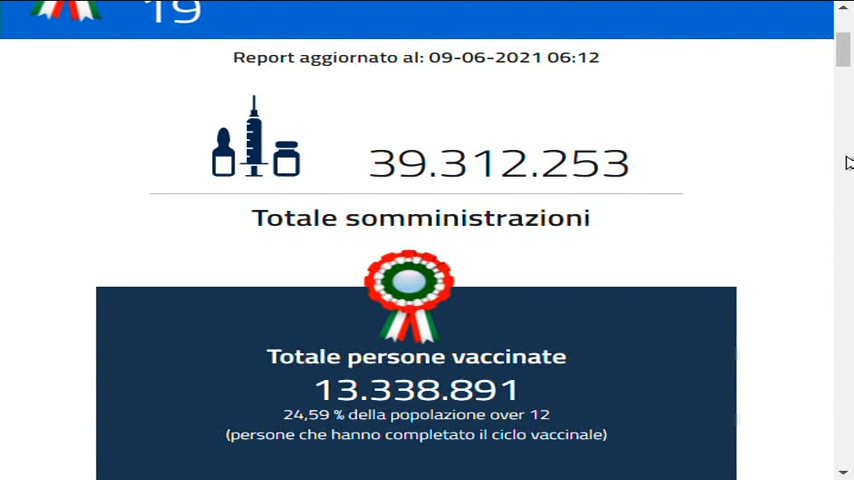 19
Report aggiornato al: 09-06-2021 06:12
39.312.253
Totale somministrazioni
Totale persone vaccinate
13.338.891
24,59 % della popolazione over 12
(persone che hanno completato il ciclo vaccinale)